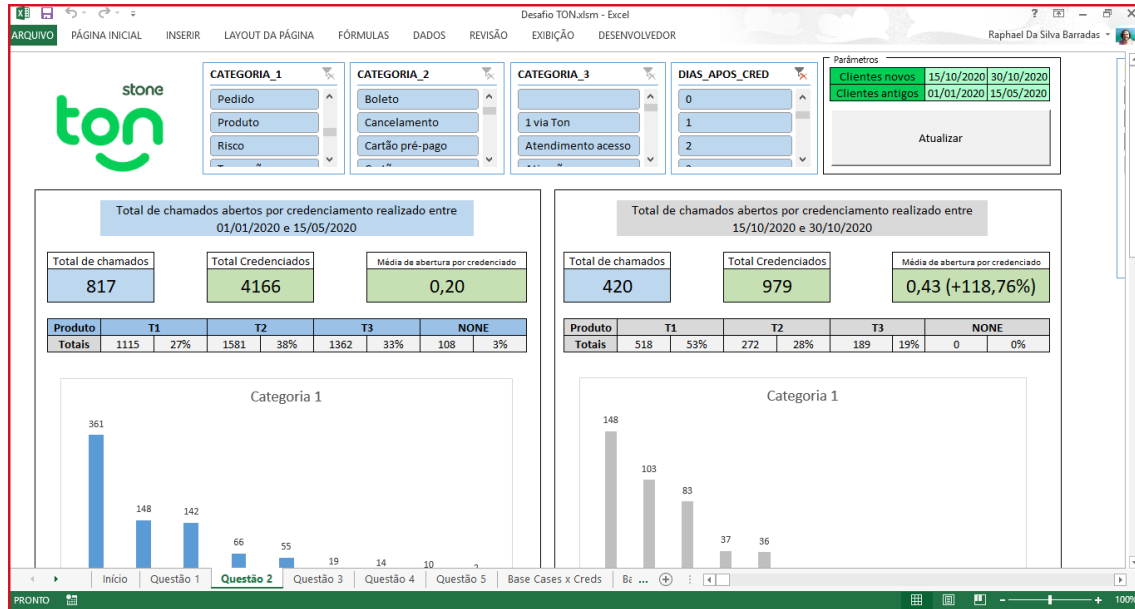 Desafio TON.xlsm - Excel
ARQUIVO PÁGINA INICIAL INSERIR LAYOUT DA PÁGINA FÓRMULAS DADOS REVISÃO EXIBIÇÃO DESENVOLVEDOR Raphael Da Silva Barradas
stone
ton
CATEGORIA_1
Pedido
Produto
Risco
CATEGORIA_2
Boleto
Cancelamento
Cartão pré-pago
CATEGORIA_3
1 via Ton
Atendimento acesso
DIAS_APOS_CRED
0
1
2
Parâmetros
Clientes novos 15/10/2020 30/10/2020
Clientes antigos 01/01/2020 15/05/2020
Atualizar
Total de chamados abertos por credenciamento realizado entre
01/01/2020 e 15/05/2020
Total de chamados Total Credenciados Média de abertura por credenciado
817 4166 0,20
Produto T1 T2 T3 NONE
Totais 1115 27% 1581 38% 1362 33% 108 3%
Categoria 1
361
148
142
66
55
19
14
10
Total de chamados abertos por credenciamento realizado entre
15/10/2020 e 30/10/2020
Total de chamados Total Credenciados Média de abertura por credenciado
420 979 0,43 (+118,76%)
Produto T1 T2 T3 NONE
Totais 518 53% 272 28% 189 19% 0 0%
Categoria 1
148
103
83
37
36
Início Questão 1 Questão 2 Questão 3 Questão 4 Questão 5 Base Cases x Creds ...
PRONTO 100%